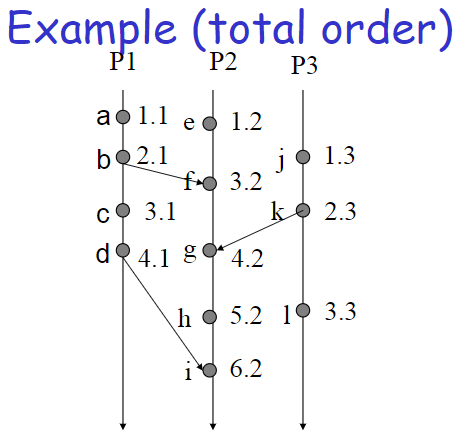 Example (total order)
P1 P2 P3
a 1.1 e 1.2
b 2.1 j 1.3
f 3.2
c 3.1 k 2.3
d 4.1 g 4.2
h 5.2 l 3.3
i 6.2